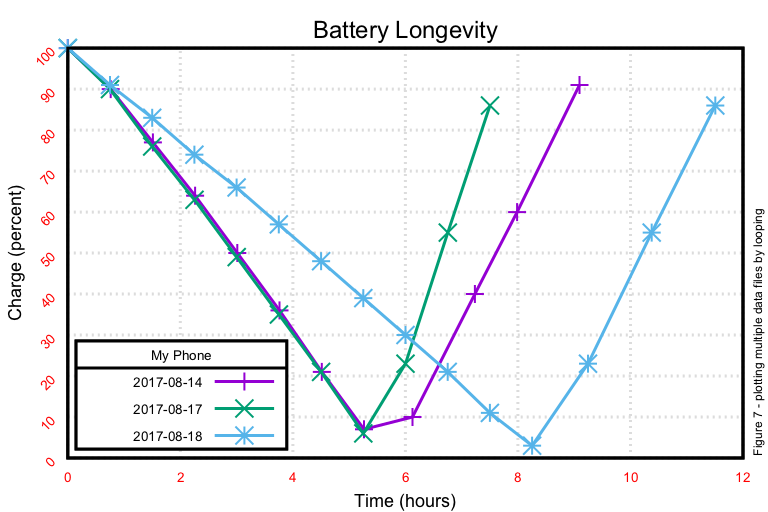 Battery Longevity
100
90
80
70
60
50
40
30
20
10
0
Charge (percent)
My Phone
2017-08-14
2017-08-17
2017-08-18
0 2 4 6 8 10 12
Time (hours)
Figure 7 - plotting multiple data files by looping